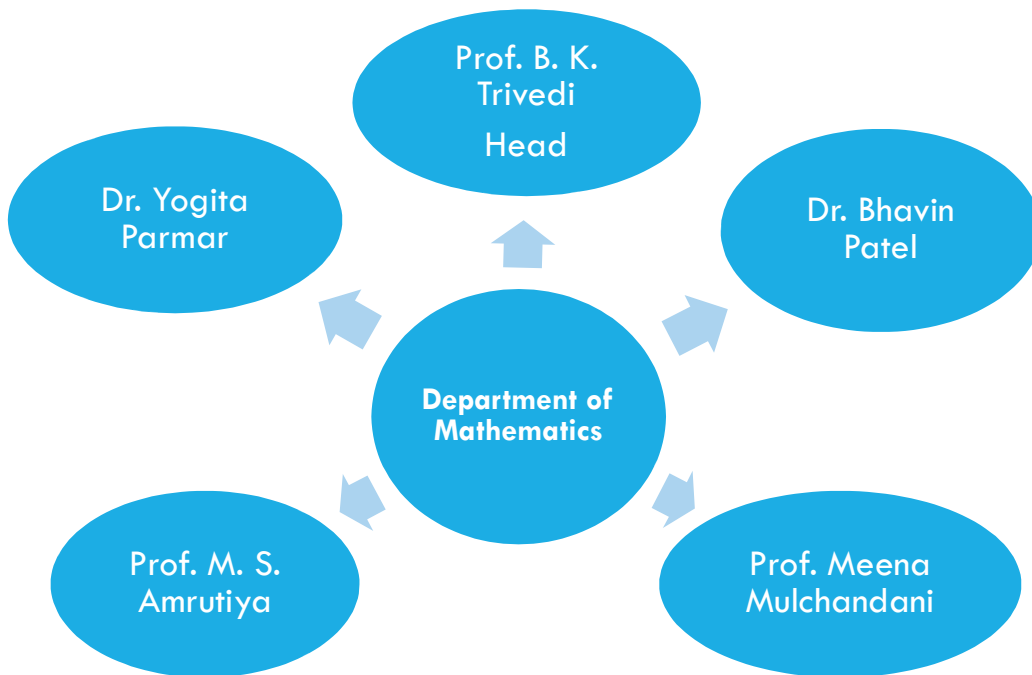 Prof. B. K.
Trivedi
Head
Dr. Yogita
Parmar
Dr. Bhavin
Patel
Department of
Mathematics
Prof. M. S.
Amrutiya
Prof. Meena
Mulchandani